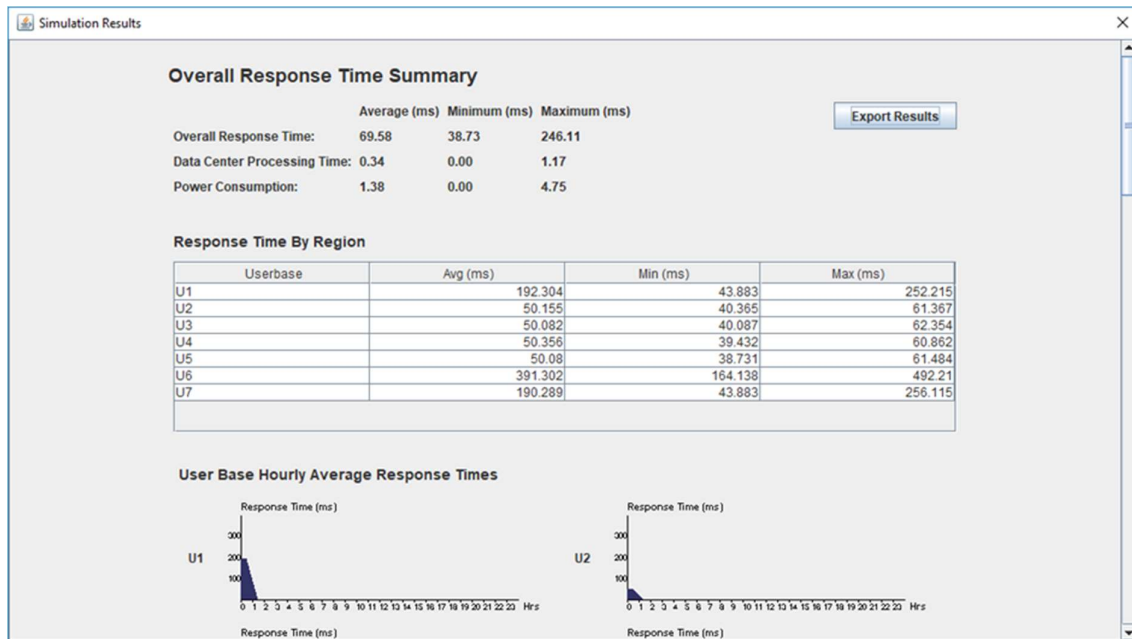 Simulation Results
Overall Response Time Summary
Average (ms) Minimum (ms) Maximum (ms)
Export Results
Overall Response Time: 69.58 38.73 246.11
Data Center Processing Time: 0.34 0.00 1.17
Power Consumption: 1.38 0.00 4.75
Response Time By Region
Userbase Avg (ms) Min (ms) Max (ms)
U1 192.304 43.883 252.215
U2 50.155 40.365 61.367
U3 50.082 40.087 62.354
U4 50.356 39.432 60.862
U5 50.08 38.731 61.484
U6 391.302 164.138 492.21
U7 190.289 43.883 256.115
User Base Hourly Average Response Times
Response Time (ms)
300
U1 200
100
0 1 2 3 4 5 6 7 8 9 10 11 12 13 14 15 16 17 18 19 20 21 22 23 Hrs
Response Time (ms)
300
U2 200
100
0 1 2 3 4 5 6 7 8 9 10 11 12 13 14 15 16 17 18 19 20 21 22 23 Hrs
Response Time (ms)
Response Time (ms)